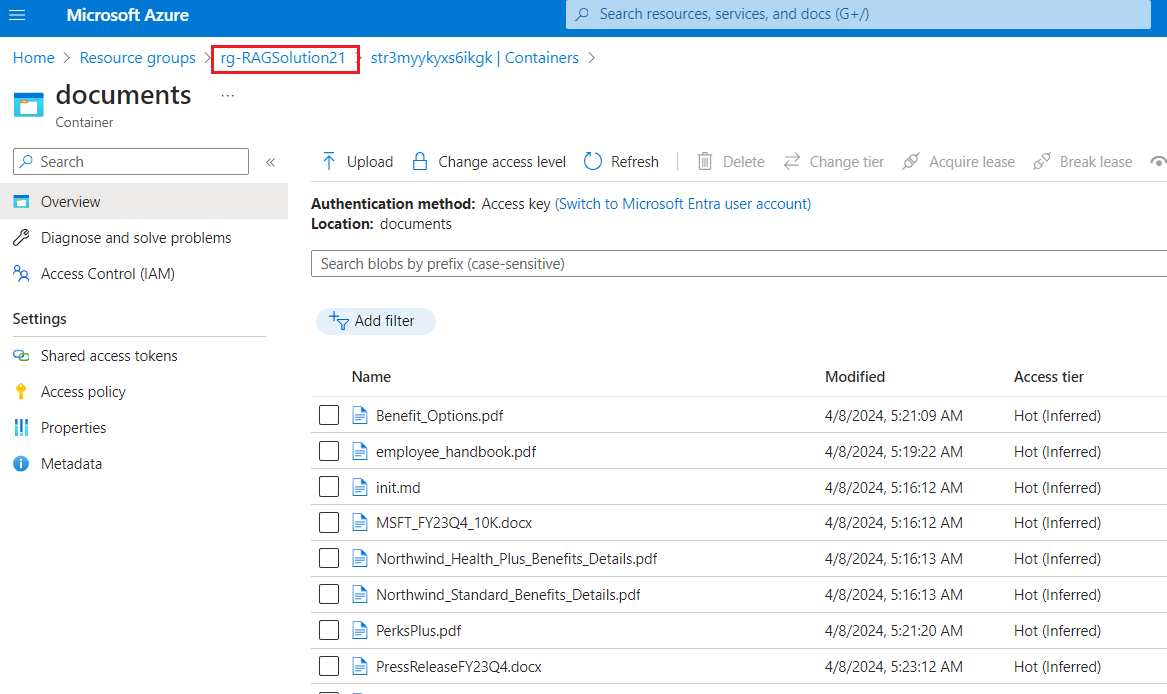 Microsoft Azure
Search resources, services, and docs (G+/)
Home > Resource groups > rg-RAGSolution21 > str3myykyxs6ikgk | Containers >
documents ...
Container
Search «
Upload Change access level Refresh Delete Change tier Acquire lease Break lease
Overview
Diagnose and solve problems
Access Control (IAM)
Settings
Shared access tokens
Access policy
Properties
Metadata
Authentication method: Access key (Switch to Microsoft Entra user account)
Location: documents
Search blobs by prefix (case-sensitive)
Add filter
Name Modified Access tier
Benefit_Options.pdf 4/8/2024, 5:21:09 AM Hot (Inferred)
employee_handbook.pdf 4/8/2024, 5:19:22 AM Hot (Inferred)
init.md 4/8/2024, 5:16:12 AM Hot (Inferred)
MSFT_FY23Q4_10K.docx 4/8/2024, 5:16:12 AM Hot (Inferred)
Northwind_Health_Plus_Benefits_Details.pdf 4/8/2024, 5:16:13 AM Hot (Inferred)
Northwind_Standard_Benefits_Details.pdf 4/8/2024, 5:16:13 AM Hot (Inferred)
PerksPlus.pdf 4/8/2024, 5:21:20 AM Hot (Inferred)
PressReleaseFY23Q4.docx 4/8/2024, 5:23:12 AM Hot (Inferred)